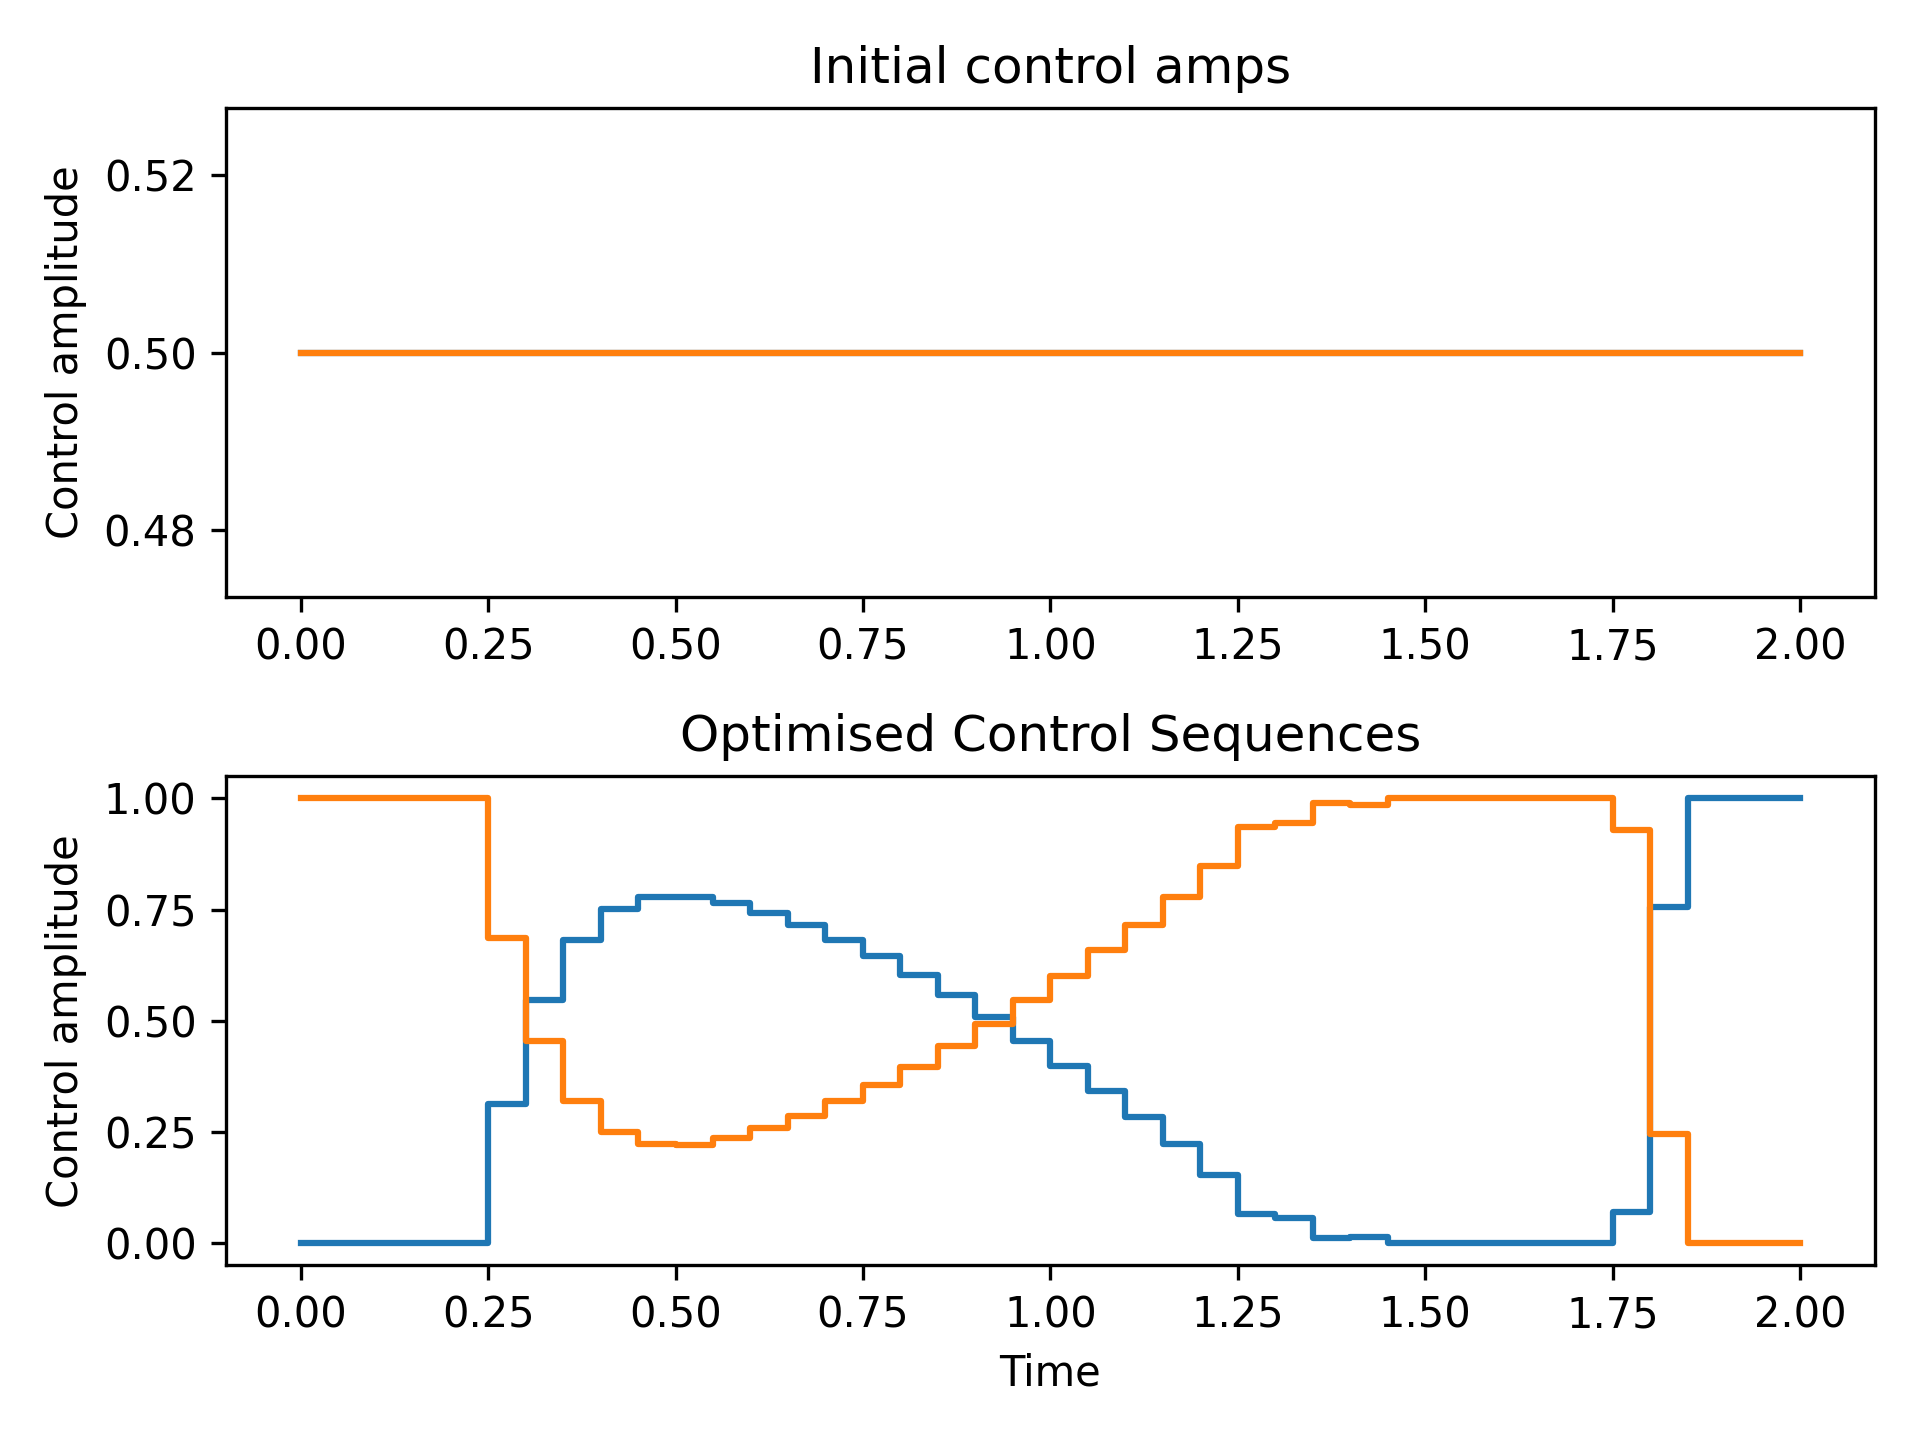 Initial control amps
Control amplitude
0.52
0.50
0.48
0.00 0.25 0.50 0.75 1.00 1.25 1.50 1.75 2.00
Optimised Control Sequences
Control amplitude
1.00
0.75
0.50
0.25
0.00
0.00 0.25 0.50 0.75 1.00 1.25 1.50 1.75 2.00
Time